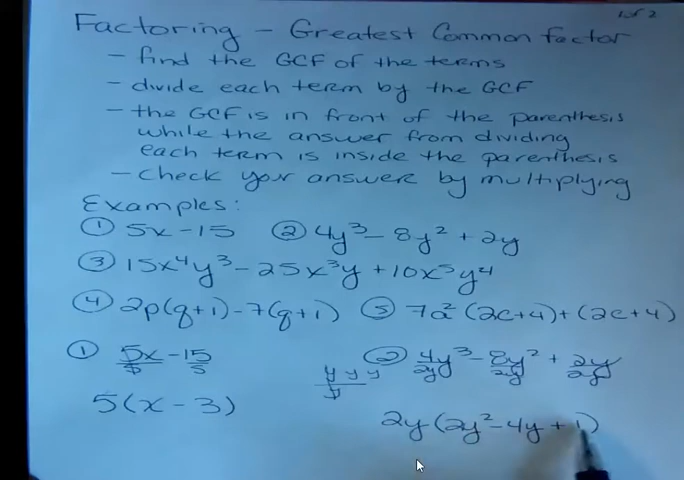 1 of 2
Factoring - Greatest Common factor
- find the GCF of the terms
- divide each term by the GCF
- the GCF is in front of the parenthesis
while the answer from dividing
each term is inside the parenthesis
- check your answer by multiplying
Examples:
① 5x - 15 ② 4y³ - 8y² + 2y
③ 15x⁴y³ - 25x³y + 10x⁵y⁴
④ 2p(q+1) - 7(q+1) ⑤ 7a²(2c+4) + (2c+4)
① 5x/5 - 15/5 y y y/y ② 4y³/2y - 8y²/2y + 2y/2y
5(x - 3) 2y(2y² - 4y + 1)